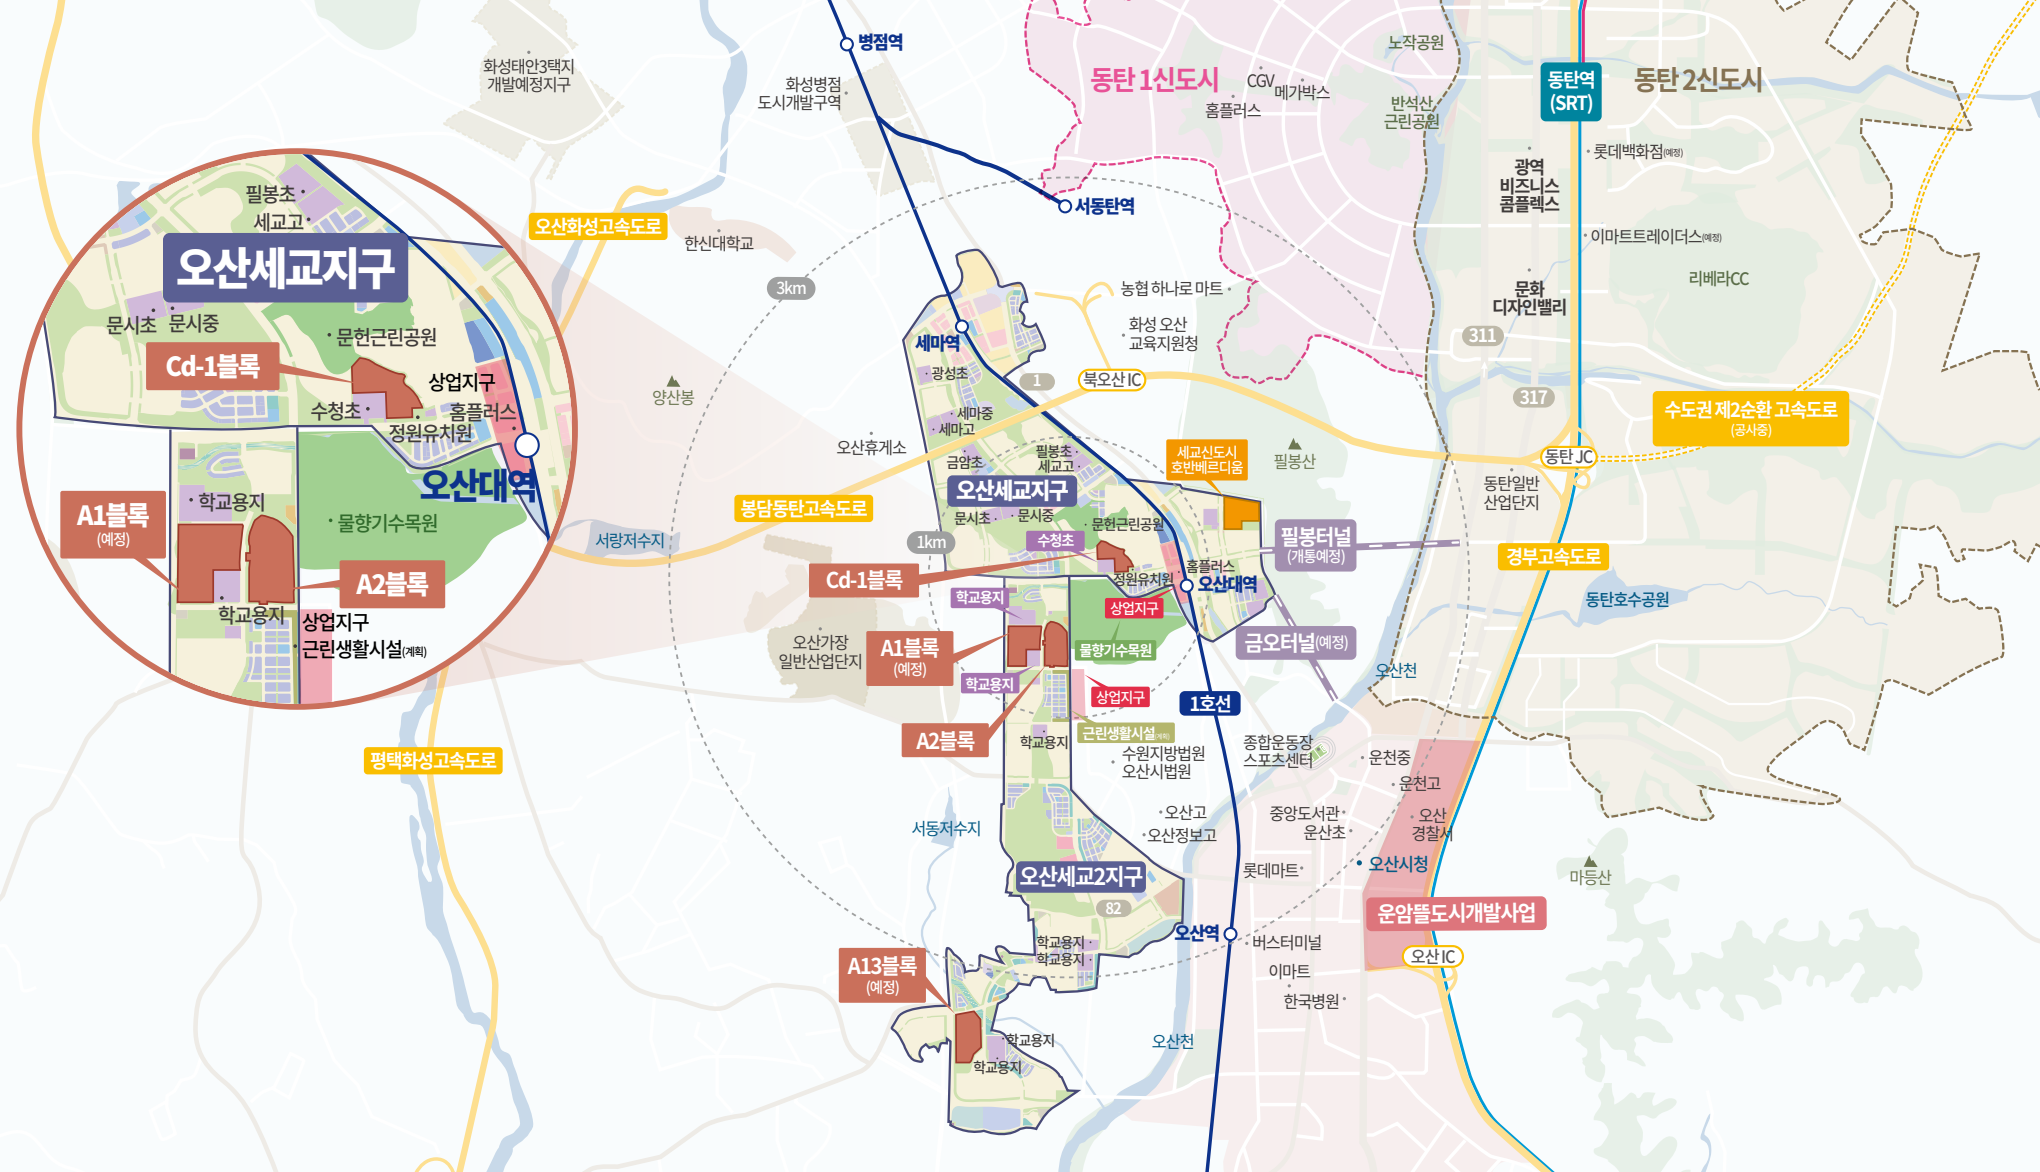 병점역
화성태안3택지
개발예정지구
화성병점
도시개발구역
서동탄역
동탄 1신도시
CGV
메가박스
홈플러스
노작공원
반석산
근린공원
동탄역
(SRT)
동탄 2신도시
롯데백화점(예정)
광역
비즈니스
콤플렉스
이마트트레이더스(예정)
리베라CC
문화
디자인밸리
311
317
수도권 제2순환 고속도로
(공사중)
동탄 JC
동탄일반
산업단지
경부고속도로
동탄호수공원
오산화성고속도로
한신대학교
3km
농협 하나로 마트
화성 오산
교육지원청
북오산 IC
1
세마역
광성초
세마중
세마고
금암초
필봉초
세교고
오산세교지구
문시초
문시중
문헌근린공원
수청초
양산봉
오산휴게소
봉담동탄고속도로
서랑저수지
1km
세교신도시
호반베르디움
필봉산
필봉터널
(개통예정)
Cd-1블록
정원유치원
홈플러스
오산대역
상업지구
학교용지
물향기수목원
금오터널(예정)
A1블록
(예정)
학교용지
상업지구
근린생활시설(계획)
A2블록
학교용지
오산가장
일반산업단지
1호선
오산천
수원지방법원
오산시법원
종합운동장
스포츠센터
운천중
운천고
오산
경찰서
오산시청
중앙도서관
운산초
오산고
오산정보고
롯데마트
서동저수지
오산세교2지구
82
학교용지
학교용지
오산역
버스터미널
이마트
한국병원
운암뜰도시개발사업
오산 IC
마등산
A13블록
(예정)
학교용지
학교용지
오산천
평택화성고속도로
필봉초
세교고
오산세교지구
문시초
문시중
문헌근린공원
Cd-1블록
상업지구
수청초
홈플러스
정원유치원
오산대역
학교용지
A1블록
(예정)
물향기수목원
A2블록
학교용지
상업지구
근린생활시설(계획)